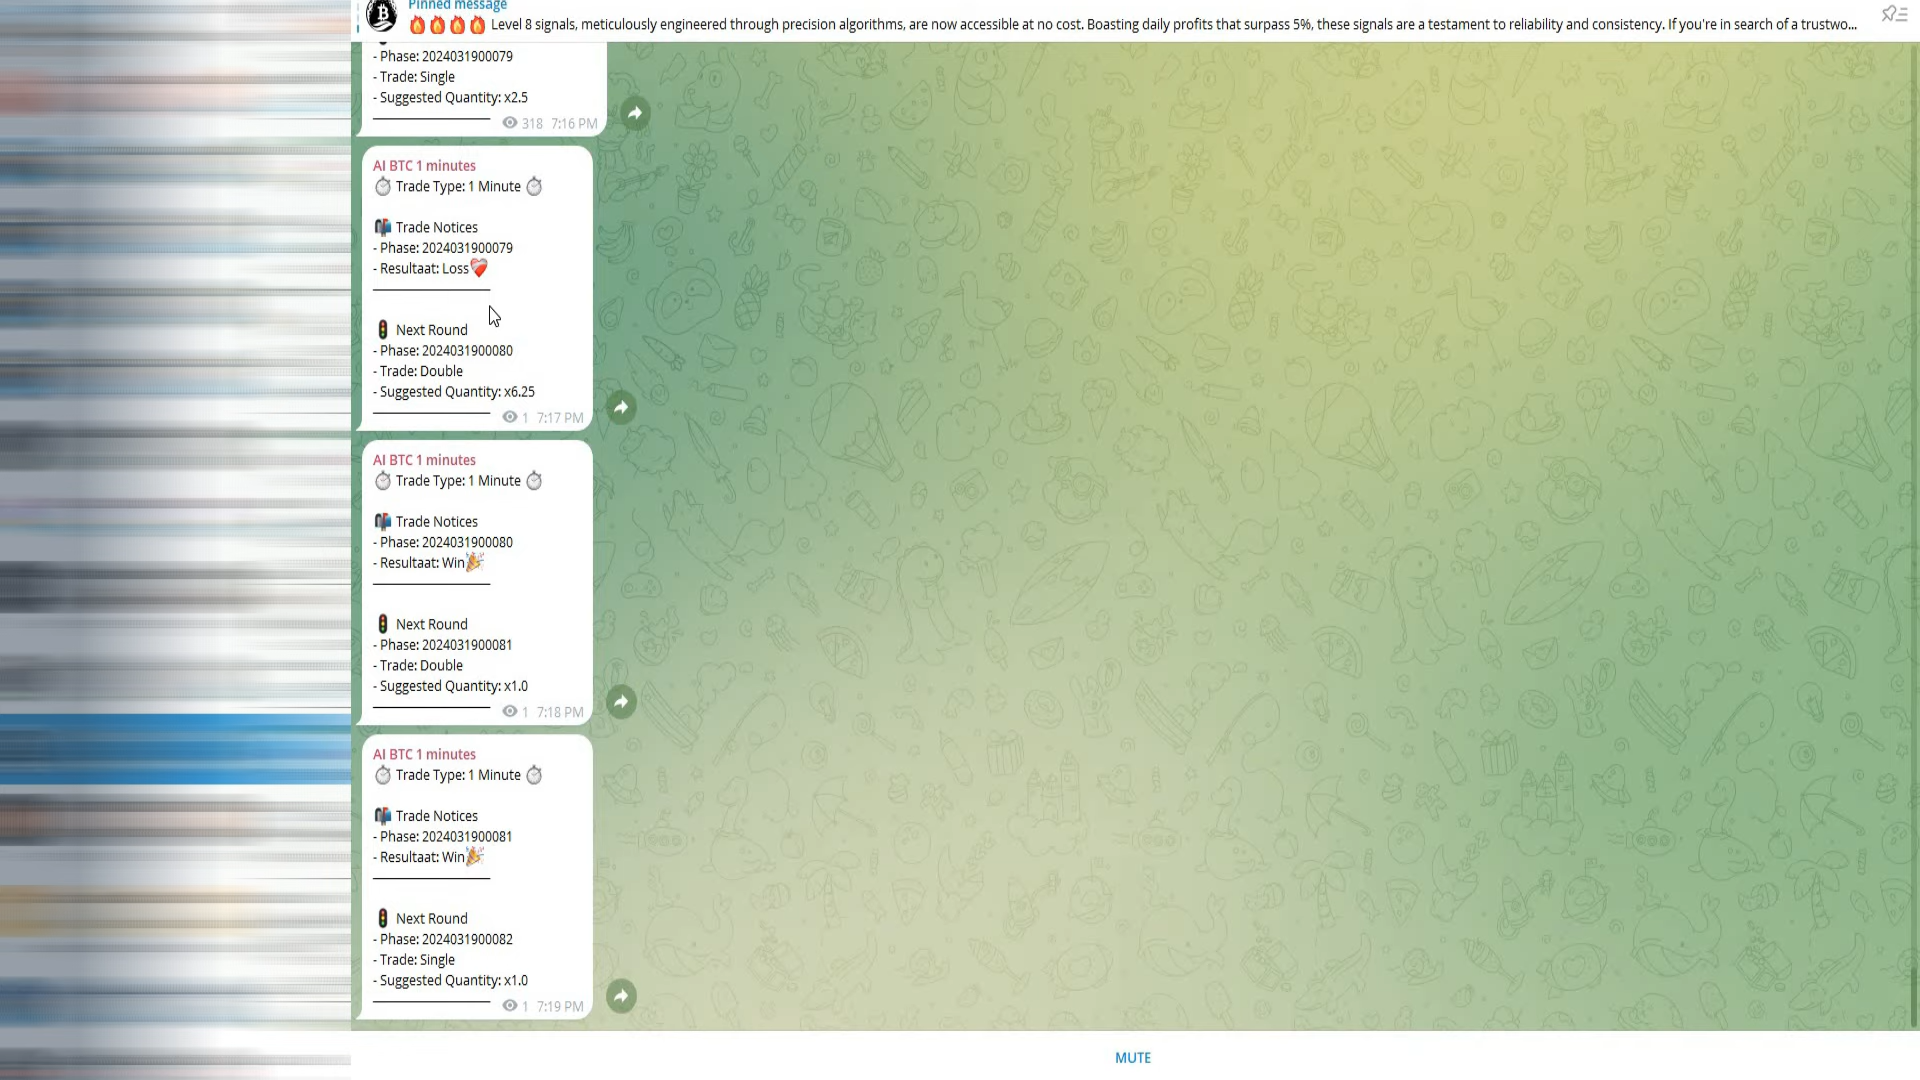 Pinned message
🔥🔥🔥🔥 Level 8 signals, meticulously engineered through precision algorithms, are now accessible at no cost. Boasting daily profits that surpass 5%, these signals are a testament to reliability and consistency. If you're in search of a trustwo...
- Phase: 2024031900079
- Trade: Single
- Suggested Quantity: x2.5
318 7:16 PM
AI BTC 1 minutes
⏱ Trade Type: 1 Minute ⏱
📬 Trade Notices
- Phase: 2024031900079
- Resultaat: Loss❤️‍🩹
🚦 Next Round
- Phase: 2024031900080
- Trade: Double
- Suggested Quantity: x6.25
1 7:17 PM
AI BTC 1 minutes
⏱ Trade Type: 1 Minute ⏱
📬 Trade Notices
- Phase: 2024031900080
- Resultaat: Win🎉
🚦 Next Round
- Phase: 2024031900081
- Trade: Double
- Suggested Quantity: x1.0
1 7:18 PM
AI BTC 1 minutes
⏱ Trade Type: 1 Minute ⏱
📬 Trade Notices
- Phase: 2024031900081
- Resultaat: Win🎉
🚦 Next Round
- Phase: 2024031900082
- Trade: Single
- Suggested Quantity: x1.0
1 7:19 PM
MUTE